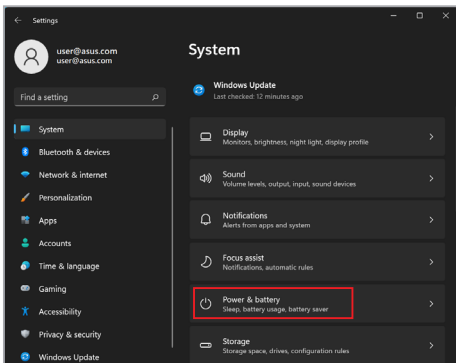 Settings
user@asus.com
user@asus.com
Find a setting
System
Bluetooth & devices
Network & internet
Personalization
Apps
Accounts
Time & language
Gaming
Accessibility
Privacy & security
Windows Update
System
Windows Update
Last checked: 12 minutes ago
Display
Monitors, brightness, night light, display profile
Sound
Volume levels, output, input, sound devices
Notifications
Alerts from apps and system
Focus assist
Notifications, automatic rules
Power & battery
Sleep, battery usage, battery saver
Storage
Storage space, drives, configuration rules